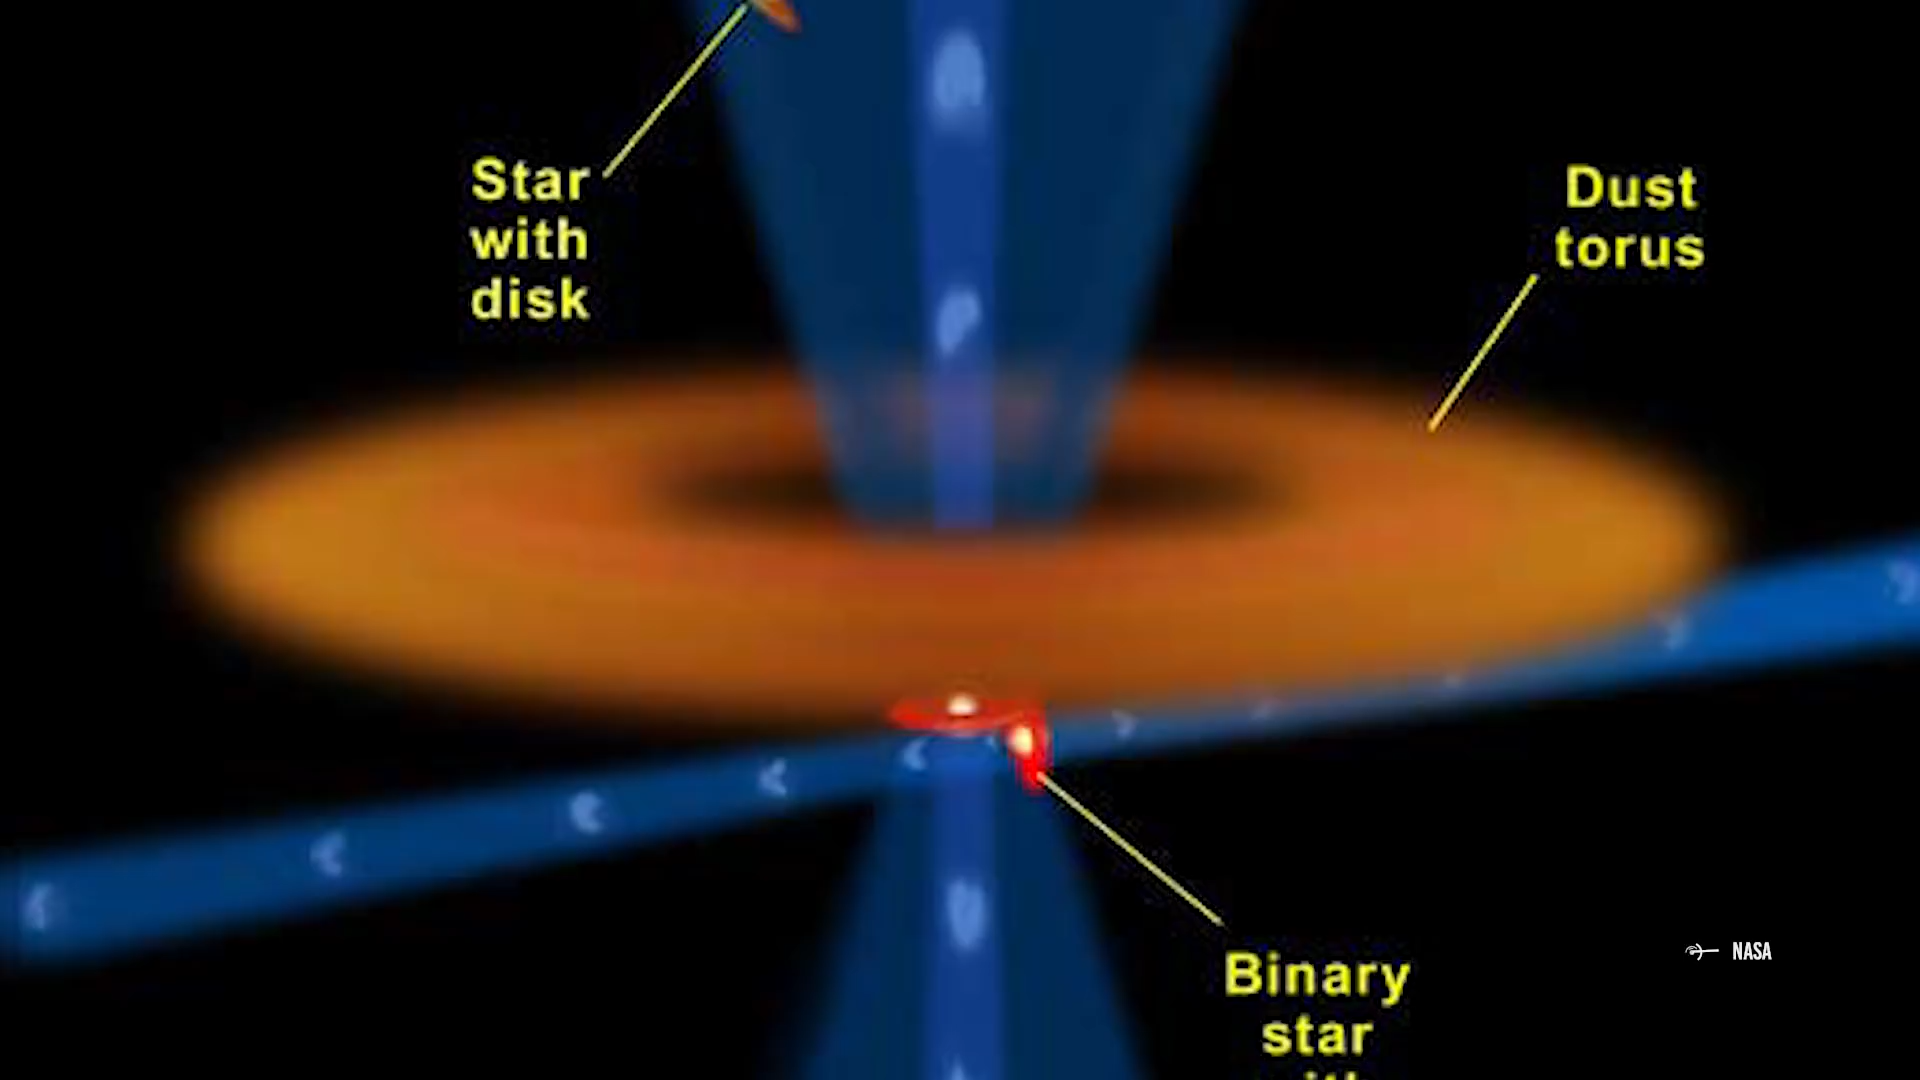 Star
with
disk
Dust
torus
Binary
star
NASA